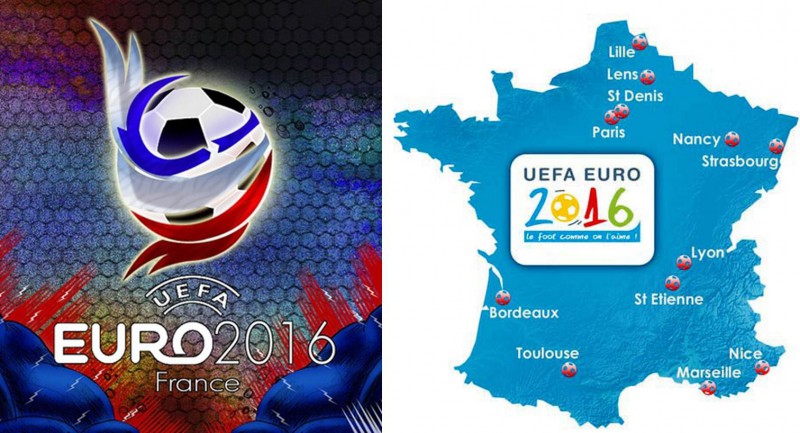 UEFA
EURO2016
France
Lille
Lens
St Denis
Paris
Nancy
Strasbourg
UEFA EURO
2016
le foot comme on l'aime !
Lyon
St Etienne
Bordeaux
Toulouse
Nice
Marseille